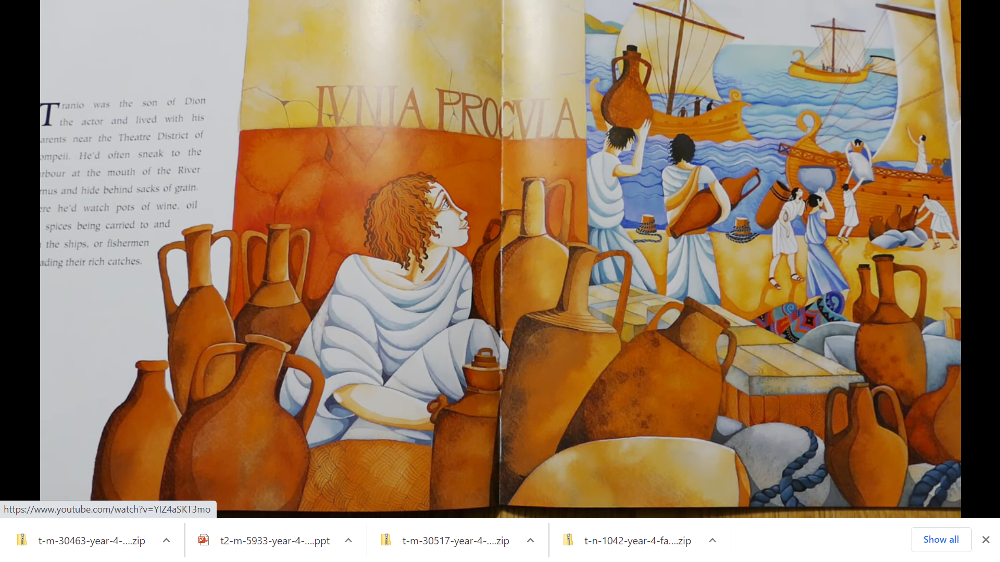 Tranio was the son of Dion
the actor and lived with his
arents near the Theatre District of
ompeii. He'd often sneak to the
rbour at the mouth of the River
rnus and hide behind sacks of grain.
ere he'd watch pots of wine, oil
spices being carried to and
the ships, or fishermen
ading their rich catches.
IVNIA PROCVLA
https://www.youtube.com/watch?v=YIZ4aSKT3mo
t-m-30463-year-4-....zip
t2-m-5933-year-4-....ppt
t-m-30517-year-4-....zip
t-n-1042-year-4-fa....zip
Show all